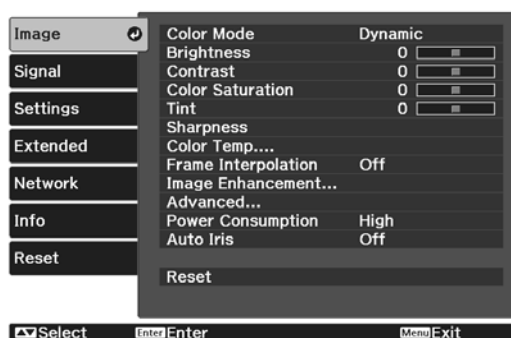 Image
Signal
Settings
Extended
Network
Info
Reset
Color Mode Dynamic
Brightness 0
Contrast 0
Color Saturation 0
Tint 0
Sharpness
Color Temp....
Frame Interpolation Off
Image Enhancement...
Advanced...
Power Consumption High
Auto Iris Off
Reset
Select Enter Enter Menu Exit